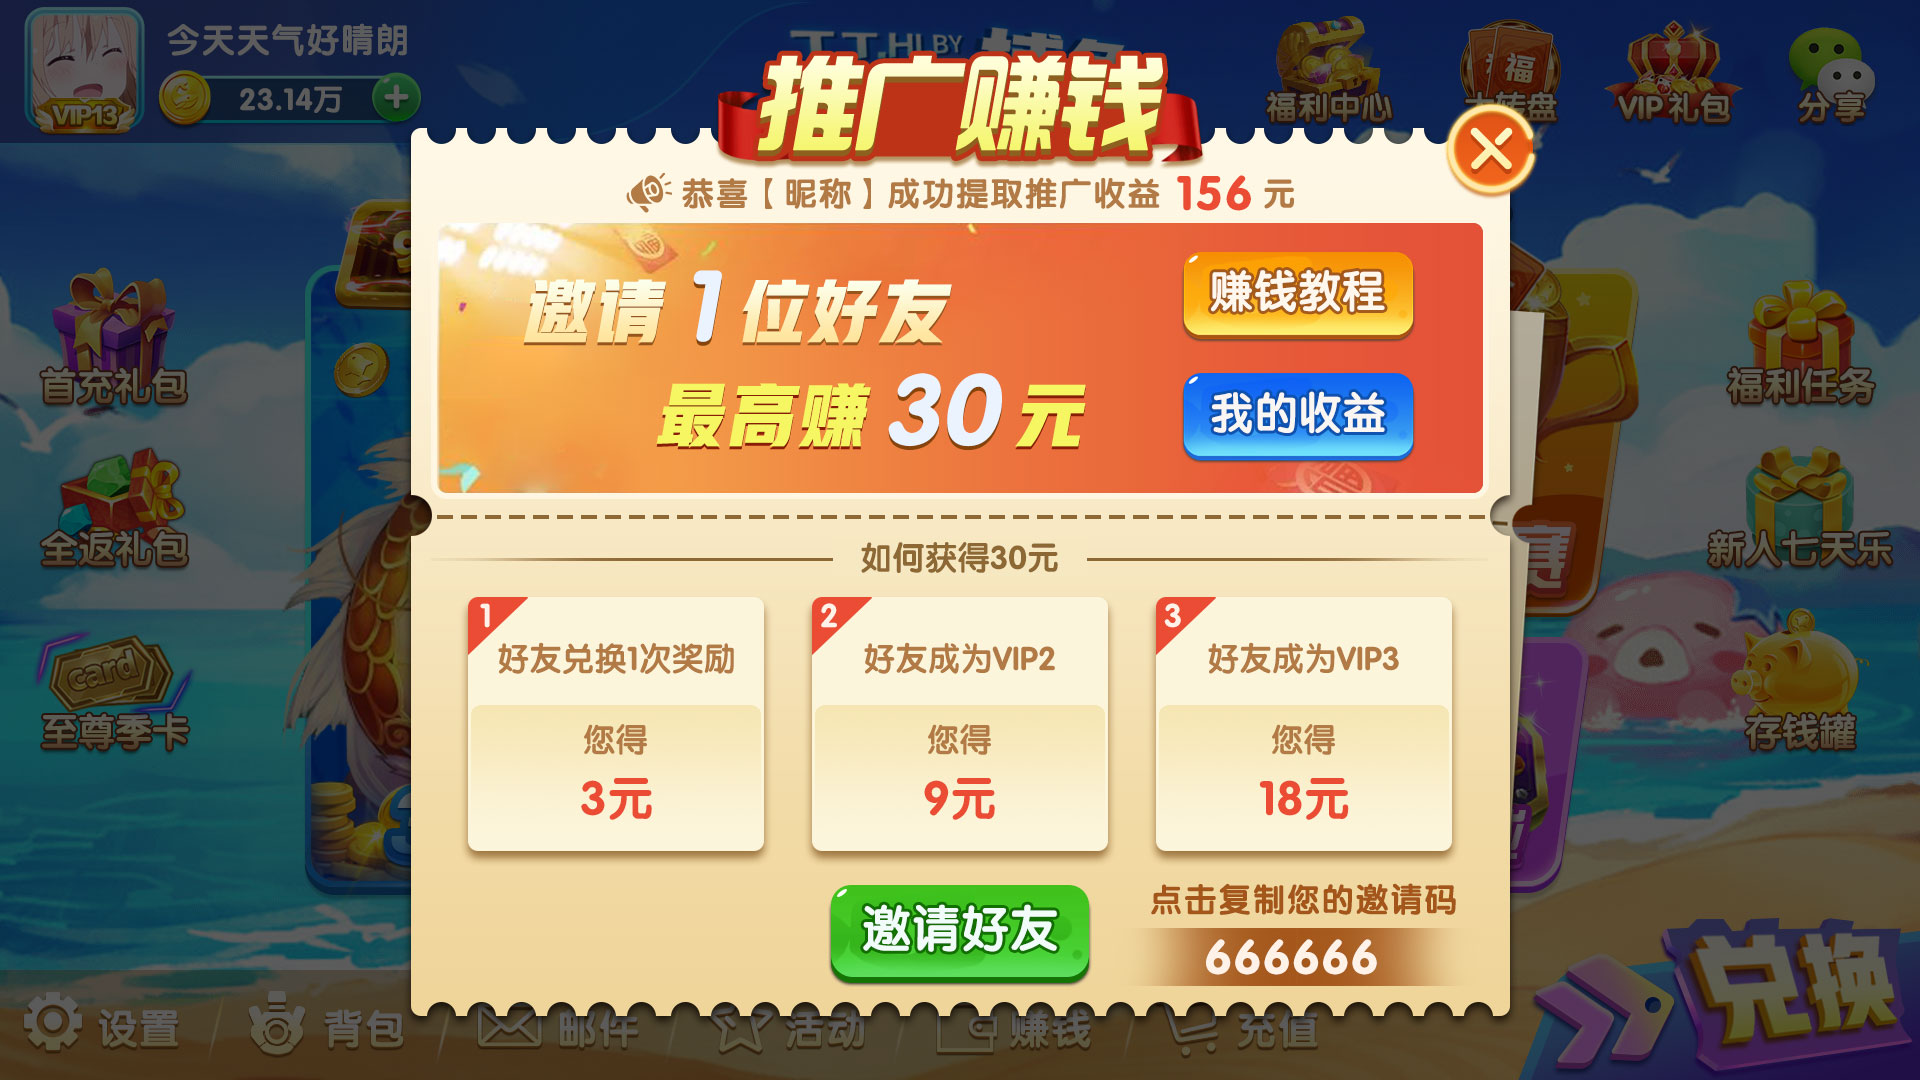 今天天气好晴朗
VIP13
23.14万
T.HLBY
福
福利中心
大转盘
VIP礼包
分享
推广赚钱
恭喜【昵称】成功提取推广收益 156 元
邀请 1 位好友
最高赚 30 元
赚钱教程
我的收益
首充礼包
全返礼包
card
至尊季卡
福利任务
新人七天乐
赛
存钱罐
如何获得30元
1
好友兑换1次奖励
您得
3元
2
好友成为VIP2
您得
9元
3
好友成为VIP3
您得
18元
邀请好友
点击复制您的邀请码
666666
设置
背包
邮件
活动
赚钱
充值
兑换